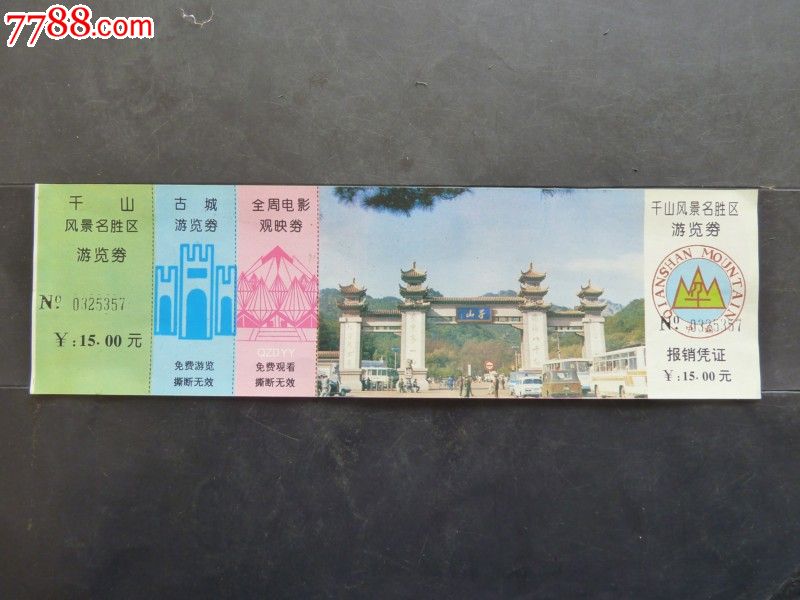 7788.com
千山
风景名胜区
游览券
Nº 0325357
￥:15.00元
古城
游览券
免费游览
撕断无效
全周电影
观映券
QZDYY
免费观看
撕断无效
山千
千山风景名胜区
游览券
QIANSHAN MOUNTAIN
Nº 0325357
报销凭证
￥:15.00元